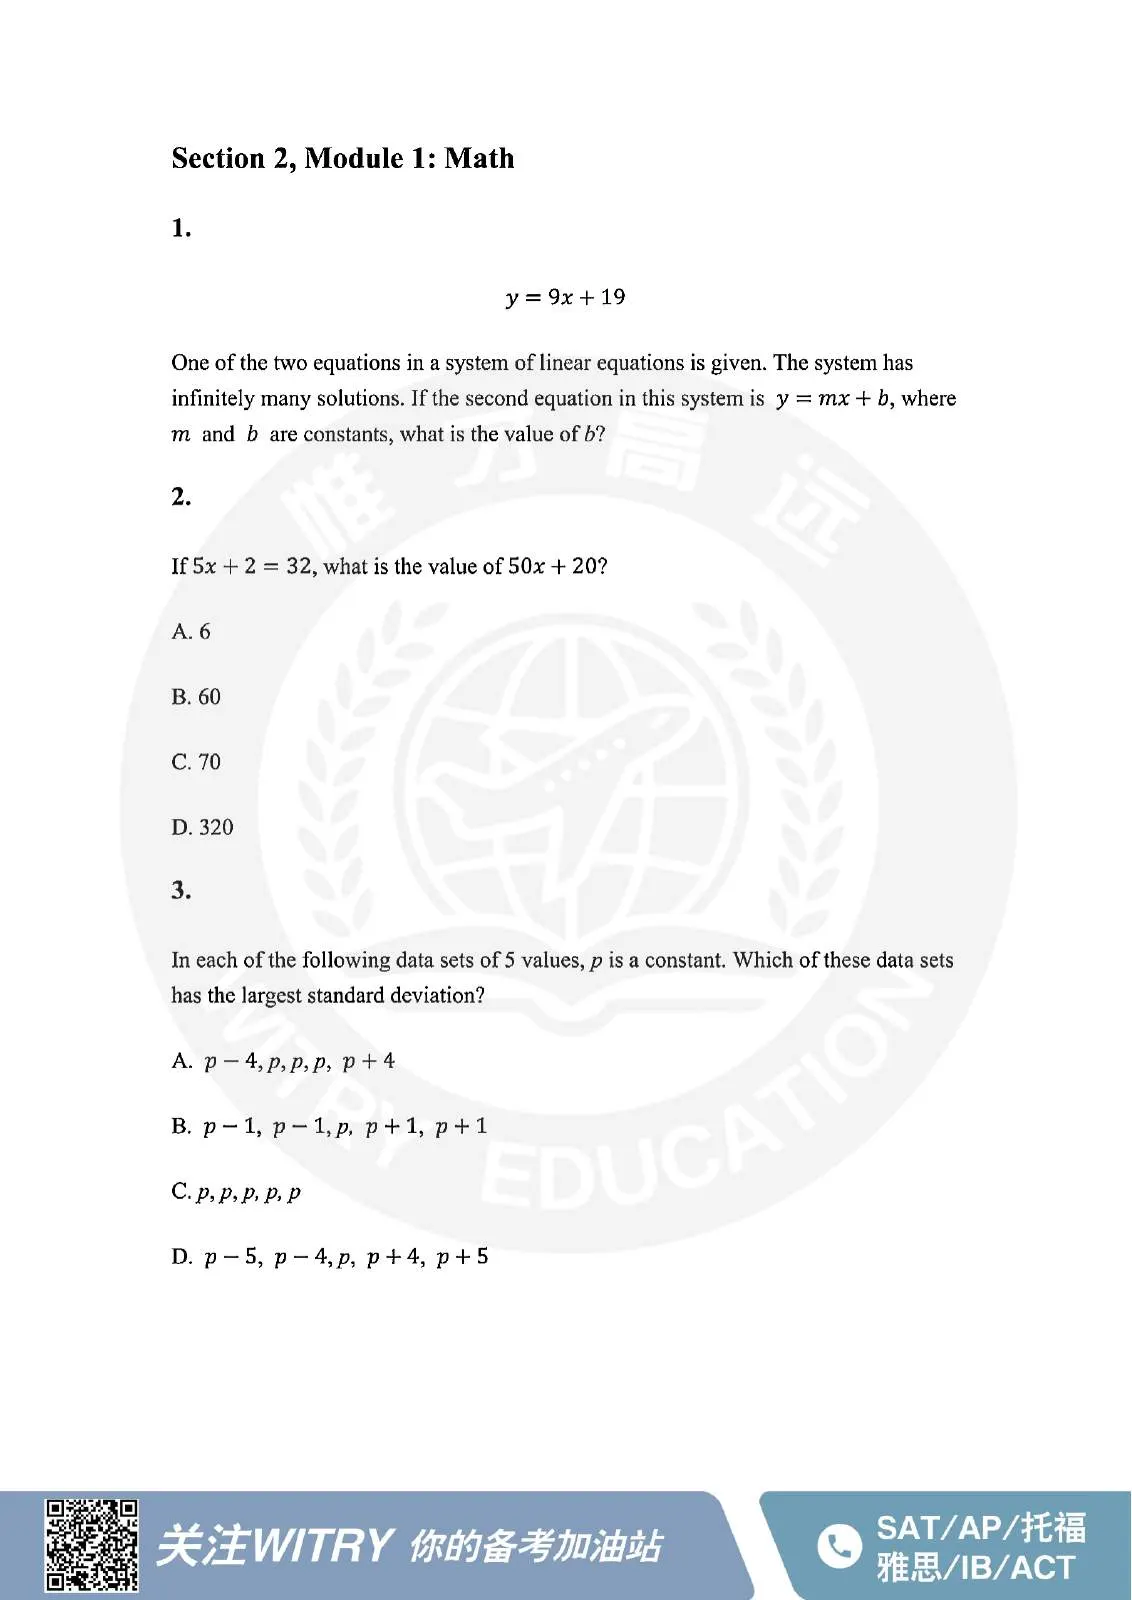 Section 2, Module 1: Math
1.
y = 9x + 19
One of the two equations in a system of linear equations is given. The system has
infinitely many solutions. If the second equation in this system is y = mx + b, where
m and b are constants, what is the value of b?
2.
If 5x + 2 = 32, what is the value of 50x + 20?
A. 6
B. 60
C. 70
D. 320
3.
In each of the following data sets of 5 values, p is a constant. Which of these data sets
has the largest standard deviation?
A. p − 4, p, p, p, p + 4
B. p − 1, p − 1, p, p + 1, p + 1
C. p, p, p, p, p
D. p − 5, p − 4, p, p + 4, p + 5
惟力高远
WITRY EDUCATION
关注WITRY 你的备考加油站
SAT/AP/托福
雅思/IB/ACT